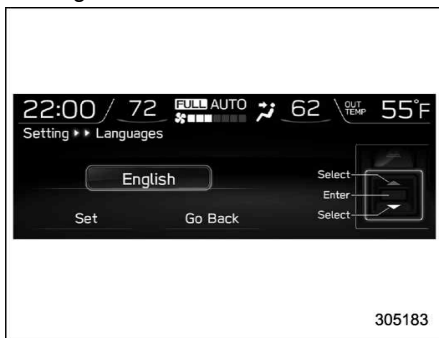 22:00 / 72 FULL AUTO 62 OUT TEMP 55°F
Setting ▸▸ Languages
English
Select
Enter
Select
Set Go Back
305183